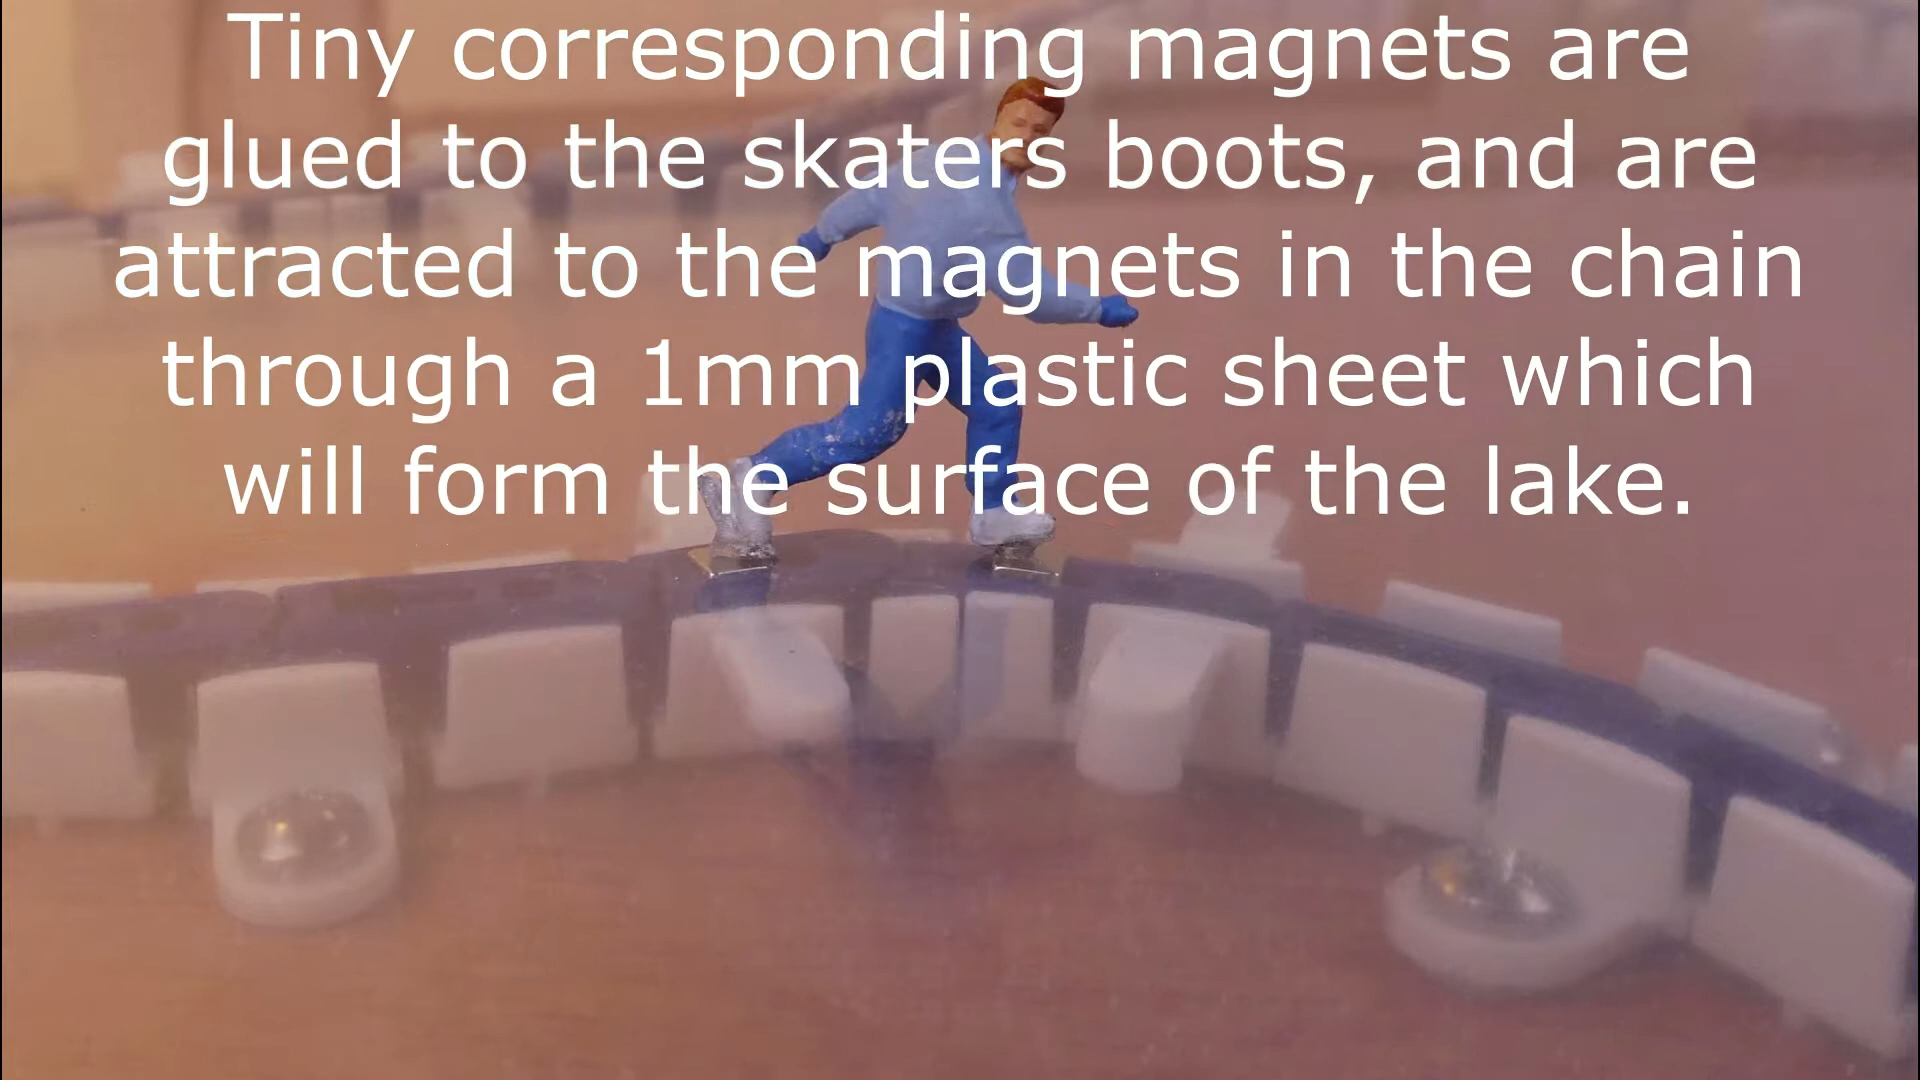 Tiny corresponding magnets are
glued to the skaters boots, and are
attracted to the magnets in the chain
through a 1mm plastic sheet which
will form the surface of the lake.